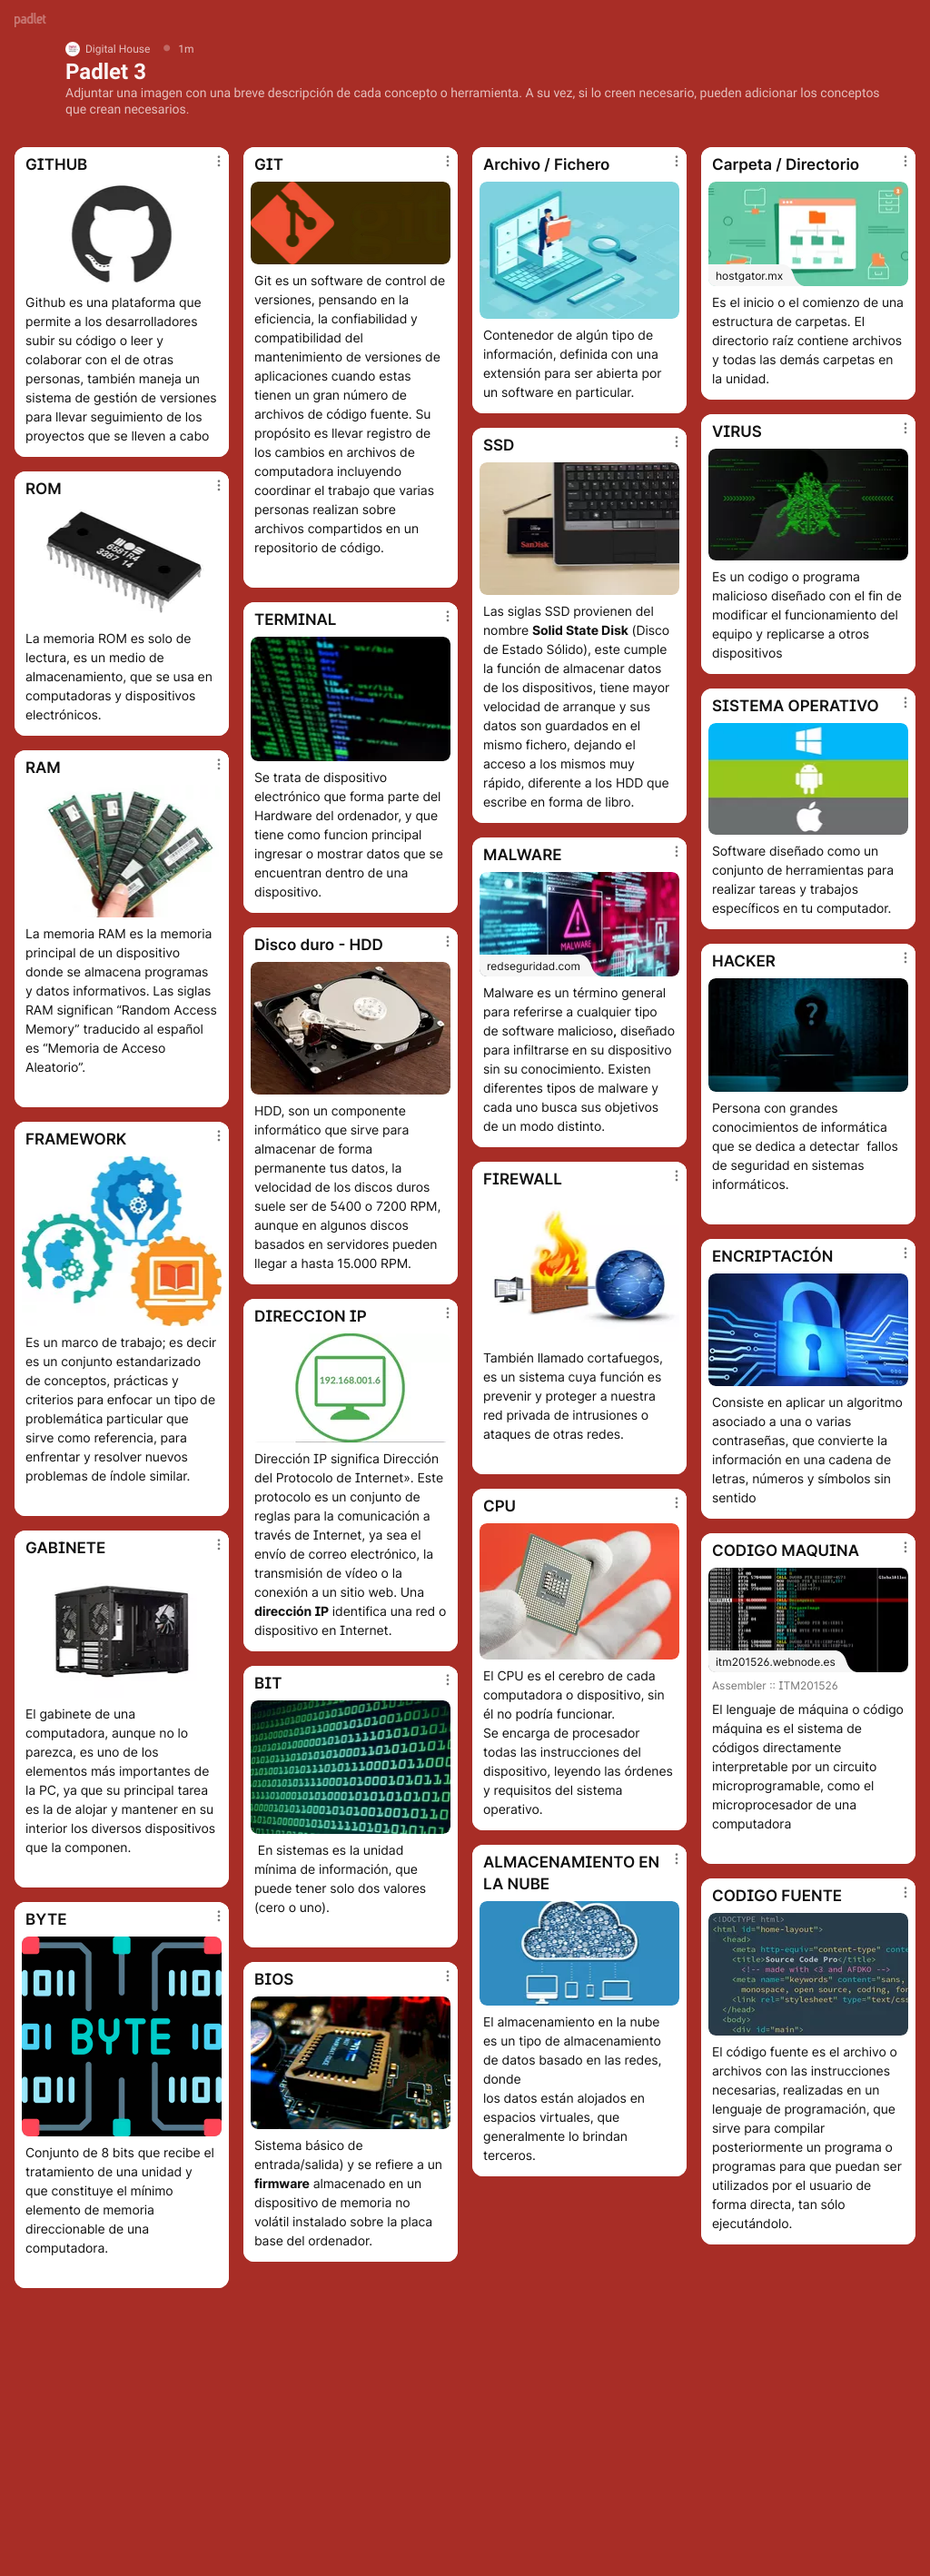 padlet
Digital House
1m
Padlet 3
Adjuntar una imagen con una breve descripción de cada concepto o herramienta. A su vez, si lo creen necesario, pueden adicionar los conceptos
que crean necesarios.
GITHUB
Github es una plataforma que
permite a los desarrolladores
subir su código o leer y
colaborar con el de otras
personas, también maneja un
sistema de gestión de versiones
para llevar seguimiento de los
proyectos que se lleven a cabo
ROM
6581R4
3387 14
La memoria ROM es solo de
lectura, es un medio de
almacenamiento, que se usa en
computadoras y dispositivos
electrónicos.
RAM
La memoria RAM es la memoria
principal de un dispositivo
donde se almacena programas
y datos informativos. Las siglas
RAM significan “Random Access
Memory” traducido al español
es “Memoria de Acceso
Aleatorio”.
FRAMEWORK
Es un marco de trabajo; es decir
es un conjunto estandarizado
de conceptos, prácticas y
criterios para enfocar un tipo de
problemática particular que
sirve como referencia, para
enfrentar y resolver nuevos
problemas de índole similar.
GABINETE
El gabinete de una
computadora, aunque no lo
parezca, es uno de los
elementos más importantes de
la PC, ya que su principal tarea
es la de alojar y mantener en su
interior los diversos dispositivos
que la componen.
BYTE
BYTE
Conjunto de 8 bits que recibe el
tratamiento de una unidad y
que constituye el mínimo
elemento de memoria
direccionable de una
computadora.
GIT
Git es un software de control de
versiones, pensando en la
eficiencia, la confiabilidad y
compatibilidad del
mantenimiento de versiones de
aplicaciones cuando estas
tienen un gran número de
archivos de código fuente. Su
propósito es llevar registro de
los cambios en archivos de
computadora incluyendo
coordinar el trabajo que varias
personas realizan sobre
archivos compartidos en un
repositorio de código.
TERMINAL
Se trata de dispositivo
electrónico que forma parte del
Hardware del ordenador, y que
tiene como funcion principal
ingresar o mostrar datos que se
encuentran dentro de una
dispositivo.
Disco duro - HDD
HDD, son un componente
informático que sirve para
almacenar de forma
permanente tus datos, la
velocidad de los discos duros
suele ser de 5400 o 7200 RPM,
aunque en algunos discos
basados en servidores pueden
llegar a hasta 15.000 RPM.
DIRECCION IP
192.168.001.6
Dirección IP significa Dirección
del Protocolo de Internet». Este
protocolo es un conjunto de
reglas para la comunicación a
través de Internet, ya sea el
envío de correo electrónico, la
transmisión de vídeo o la
conexión a un sitio web. Una
dirección IP identifica una red o
dispositivo en Internet.
BIT
En sistemas es la unidad
mínima de información, que
puede tener solo dos valores
(cero o uno).
BIOS
Sistema básico de
entrada/salida) y se refiere a un
firmware almacenado en un
dispositivo de memoria no
volátil instalado sobre la placa
base del ordenador.
Archivo / Fichero
Contenedor de algún tipo de
información, definida con una
extensión para ser abierta por
un software en particular.
SSD
SanDisk
Las siglas SSD provienen del
nombre Solid State Disk (Disco
de Estado Sólido), este cumple
la función de almacenar datos
de los dispositivos, tiene mayor
velocidad de arranque y sus
datos son guardados en el
mismo fichero, dejando el
acceso a los mismos muy
rápido, diferente a los HDD que
escribe en forma de libro.
MALWARE
MALWARE
redseguridad.com
Malware es un término general
para referirse a cualquier tipo
de software malicioso, diseñado
para infiltrarse en su dispositivo
sin su conocimiento. Existen
diferentes tipos de malware y
cada uno busca sus objetivos
de un modo distinto.
FIREWALL
También llamado cortafuegos,
es un sistema cuya función es
prevenir y proteger a nuestra
red privada de intrusiones o
ataques de otras redes.
CPU
El CPU es el cerebro de cada
computadora o dispositivo, sin
él no podría funcionar.
Se encarga de procesador
todas las instrucciones del
dispositivo, leyendo las órdenes
y requisitos del sistema
operativo.
ALMACENAMIENTO EN
LA NUBE
El almacenamiento en la nube
es un tipo de almacenamiento
de datos basado en las redes,
donde
los datos están alojados en
espacios virtuales, que
generalmente lo brindan
terceros.
Carpeta / Directorio
hostgator.mx
Es el inicio o el comienzo de una
estructura de carpetas. El
directorio raíz contiene archivos
y todas las demás carpetas en
la unidad.
VIRUS
Es un codigo o programa
malicioso diseñado con el fin de
modificar el funcionamiento del
equipo y replicarse a otros
dispositivos
SISTEMA OPERATIVO
Software diseñado como un
conjunto de herramientas para
realizar tareas y trabajos
específicos en tu computador.
HACKER
?
Persona con grandes
conocimientos de informática
que se dedica a detectar  fallos
de seguridad en sistemas
informáticos.
ENCRIPTACIÓN
Consiste en aplicar un algoritmo
asociado a una o varias
contraseñas, que convierte la
información en una cadena de
letras, números y símbolos sin
sentido
CODIGO MAQUINA
itm201526.webnode.es
Assembler :: ITM201526
El lenguaje de máquina o código
máquina es el sistema de
códigos directamente
interpretable por un circuito
microprogramable, como el
microprocesador de una
computadora
CODIGO FUENTE
<!DOCTYPE html>
<html id="home-layout">
<head>
<meta http-equiv="content-type" conte
<title>Source Code Pro</title>
<!-- made with <3 and AFDKO -->
<meta name="keywords" content="sans,
monospace, open source, coding, fon
<link rel="stylesheet" type="text/css
</head>
<body>
<div id="main">
El código fuente es el archivo o
archivos con las instrucciones
necesarias, realizadas en un
lenguaje de programación, que
sirve para compilar
posteriormente un programa o
programas para que puedan ser
utilizados por el usuario de
forma directa, tan sólo
ejecutándolo.